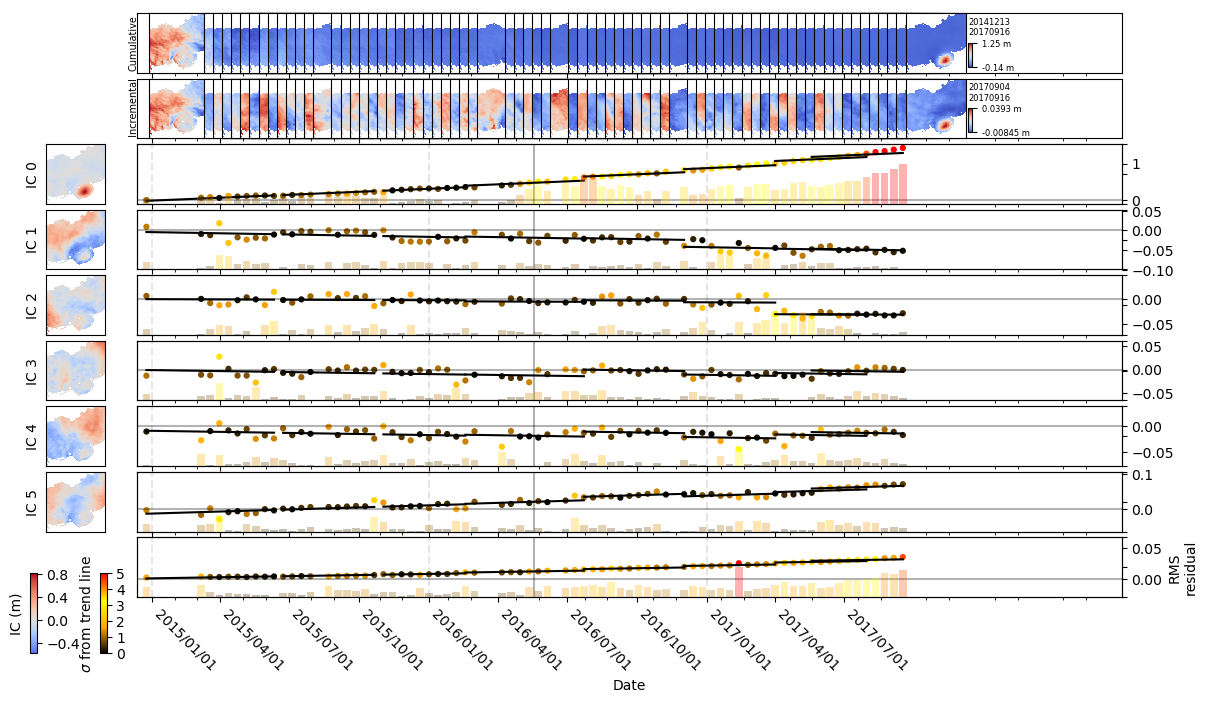 Cumulative
20141213
20170916
1.25 m
-0.14 m
Incremental
20170904
20170916
0.0393 m
-0.00845 m
IC 0
1
0
IC 1
0.05
0.00
−0.05
−0.10
IC 2
0.00
−0.05
IC 3
0.05
0.00
−0.05
IC 4
0.00
−0.05
IC 5
0.1
0.0
0.05
0.00
RMS
residual
IC (m)
0.8
0.4
0.0
−0.4
σ from trend line
5
4
3
2
1
0
2015/01/01
2015/04/01
2015/07/01
2015/10/01
2016/01/01
2016/04/01
2016/07/01
2016/10/01
2017/01/01
2017/04/01
2017/07/01
Date